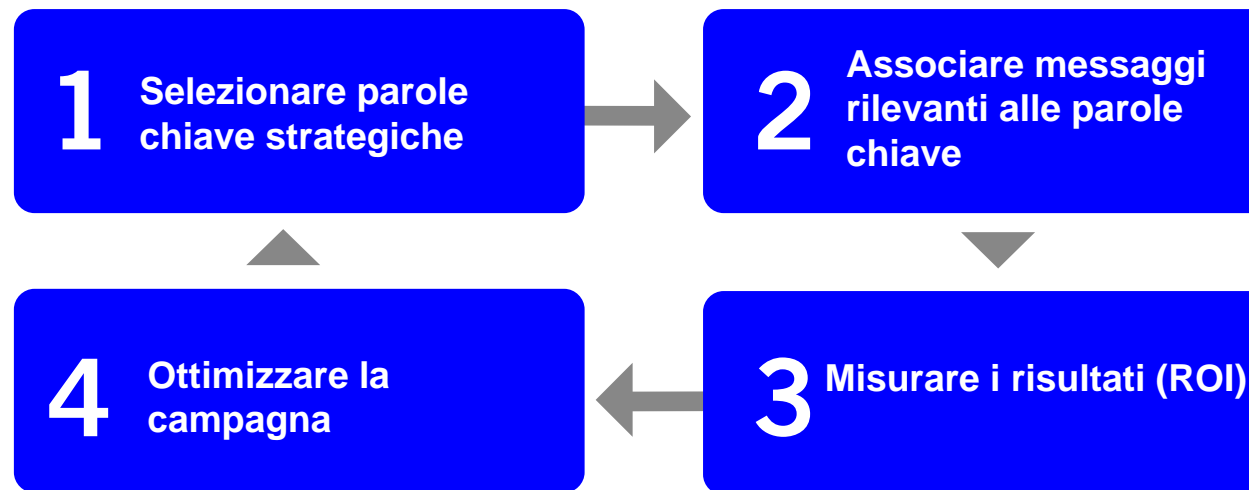 1
Selezionare parole
chiave strategiche
2
Associare messaggi
rilevanti alle parole
chiave
3
Misurare i risultati (ROI)
4
Ottimizzare la
campagna